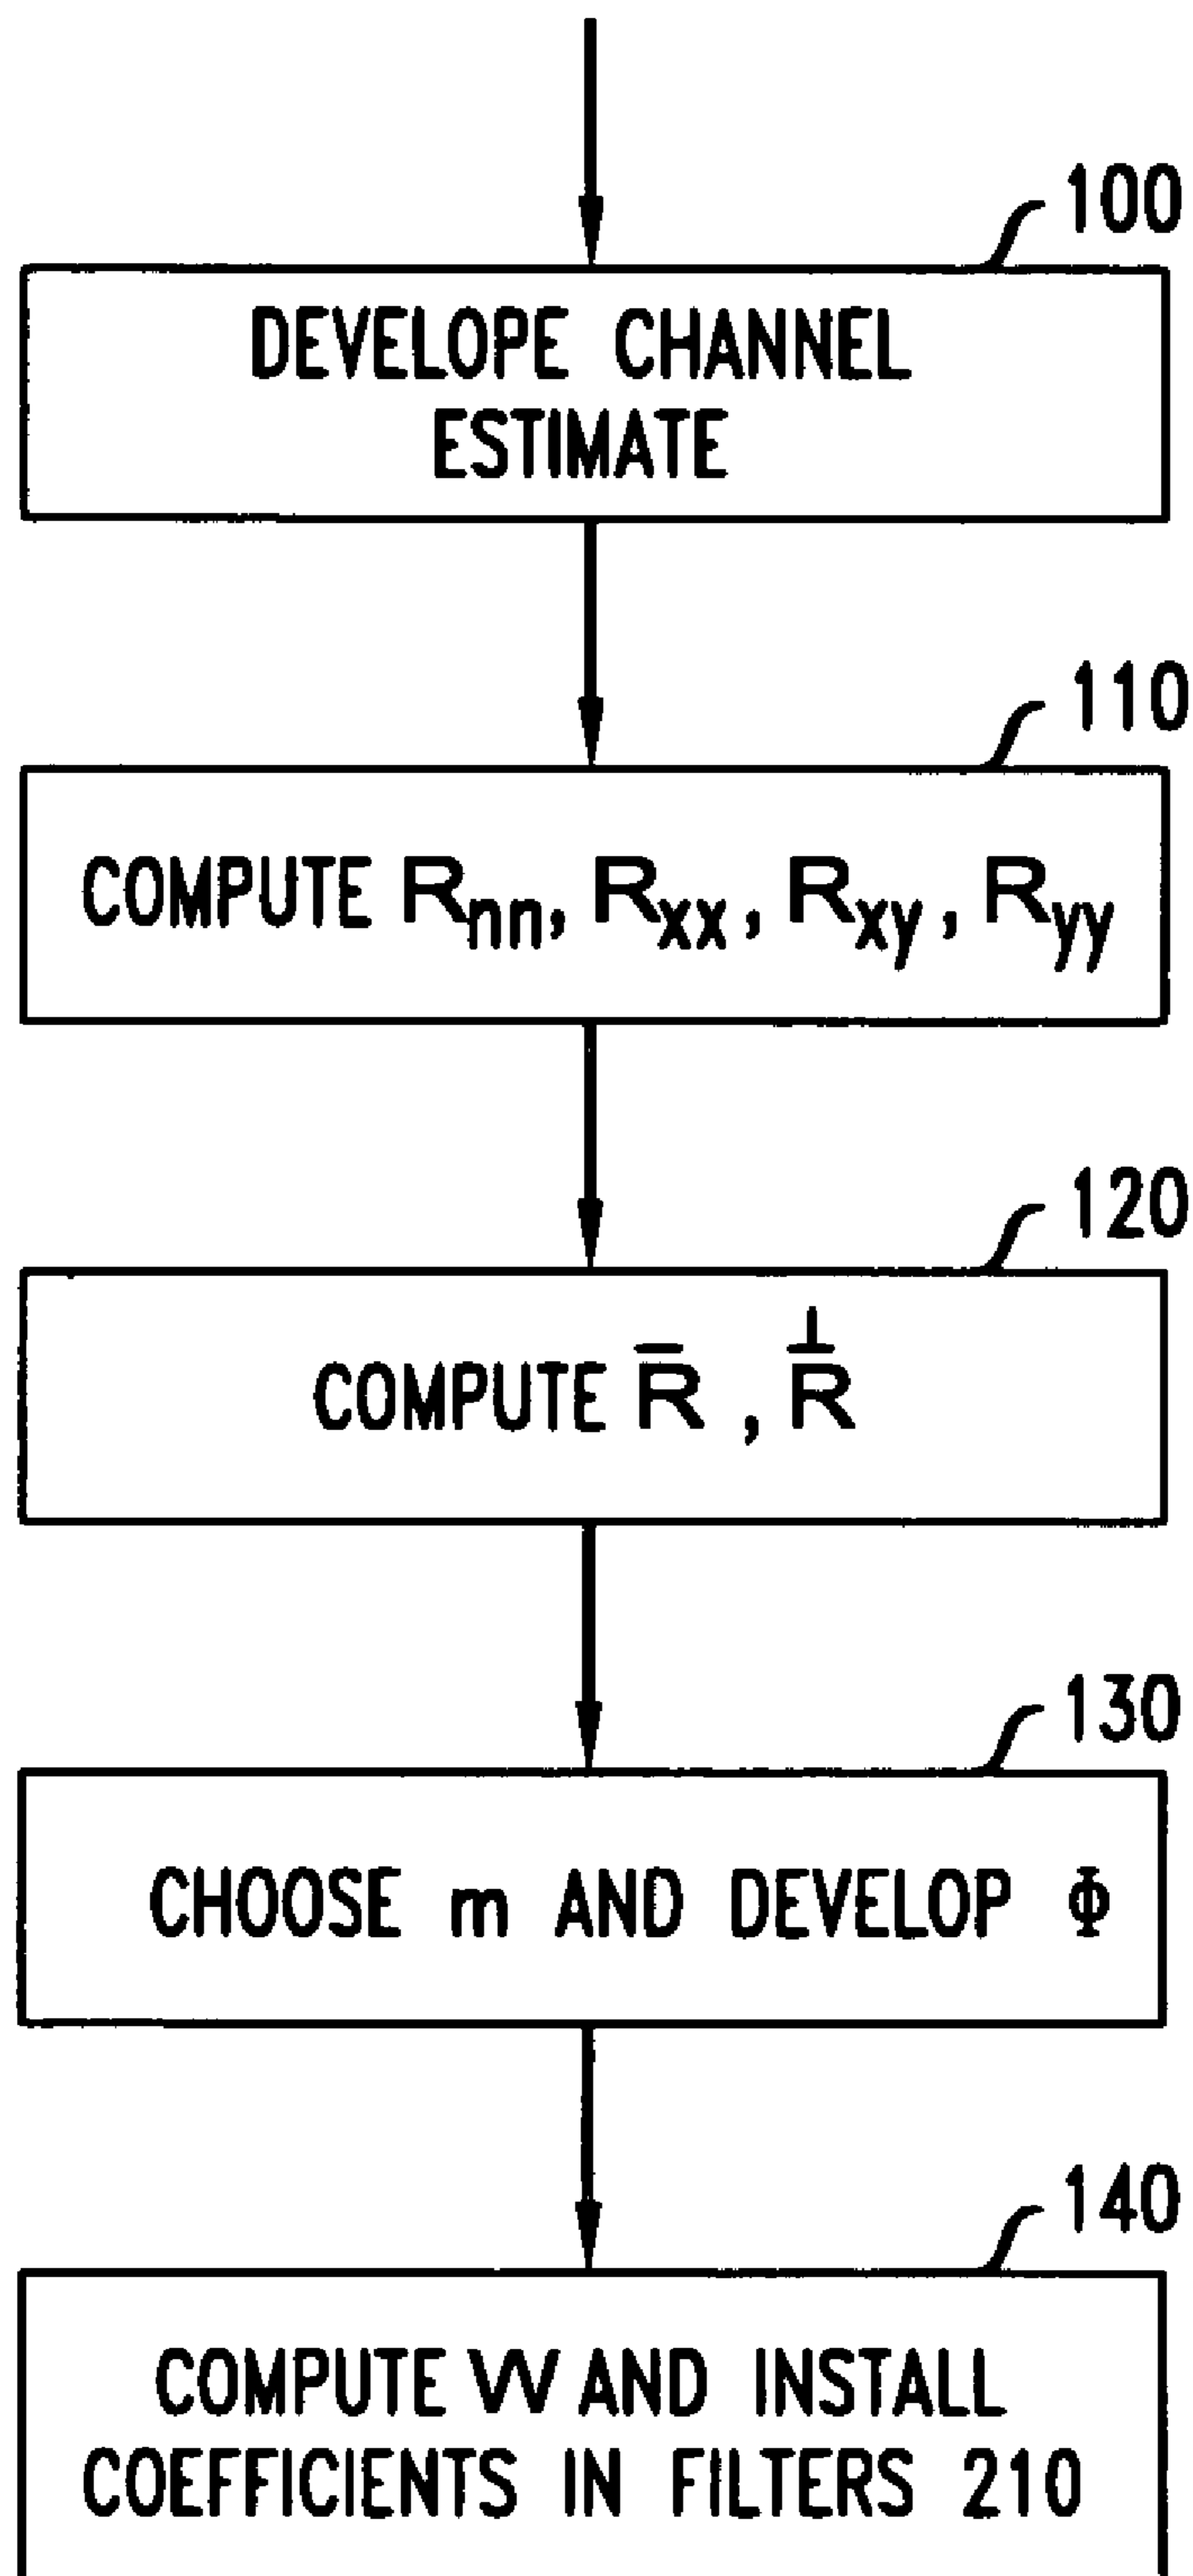 100
DEVELOPE CHANNEL
ESTIMATE
110
COMPUTE Rnn, Rxx, Rxy, Ryy
120
COMPUTE R̄, R̄⊥
130
CHOOSE m AND DEVELOP Φ
140
COMPUTE W AND INSTALL
COEFFICIENTS IN FILTERS 210